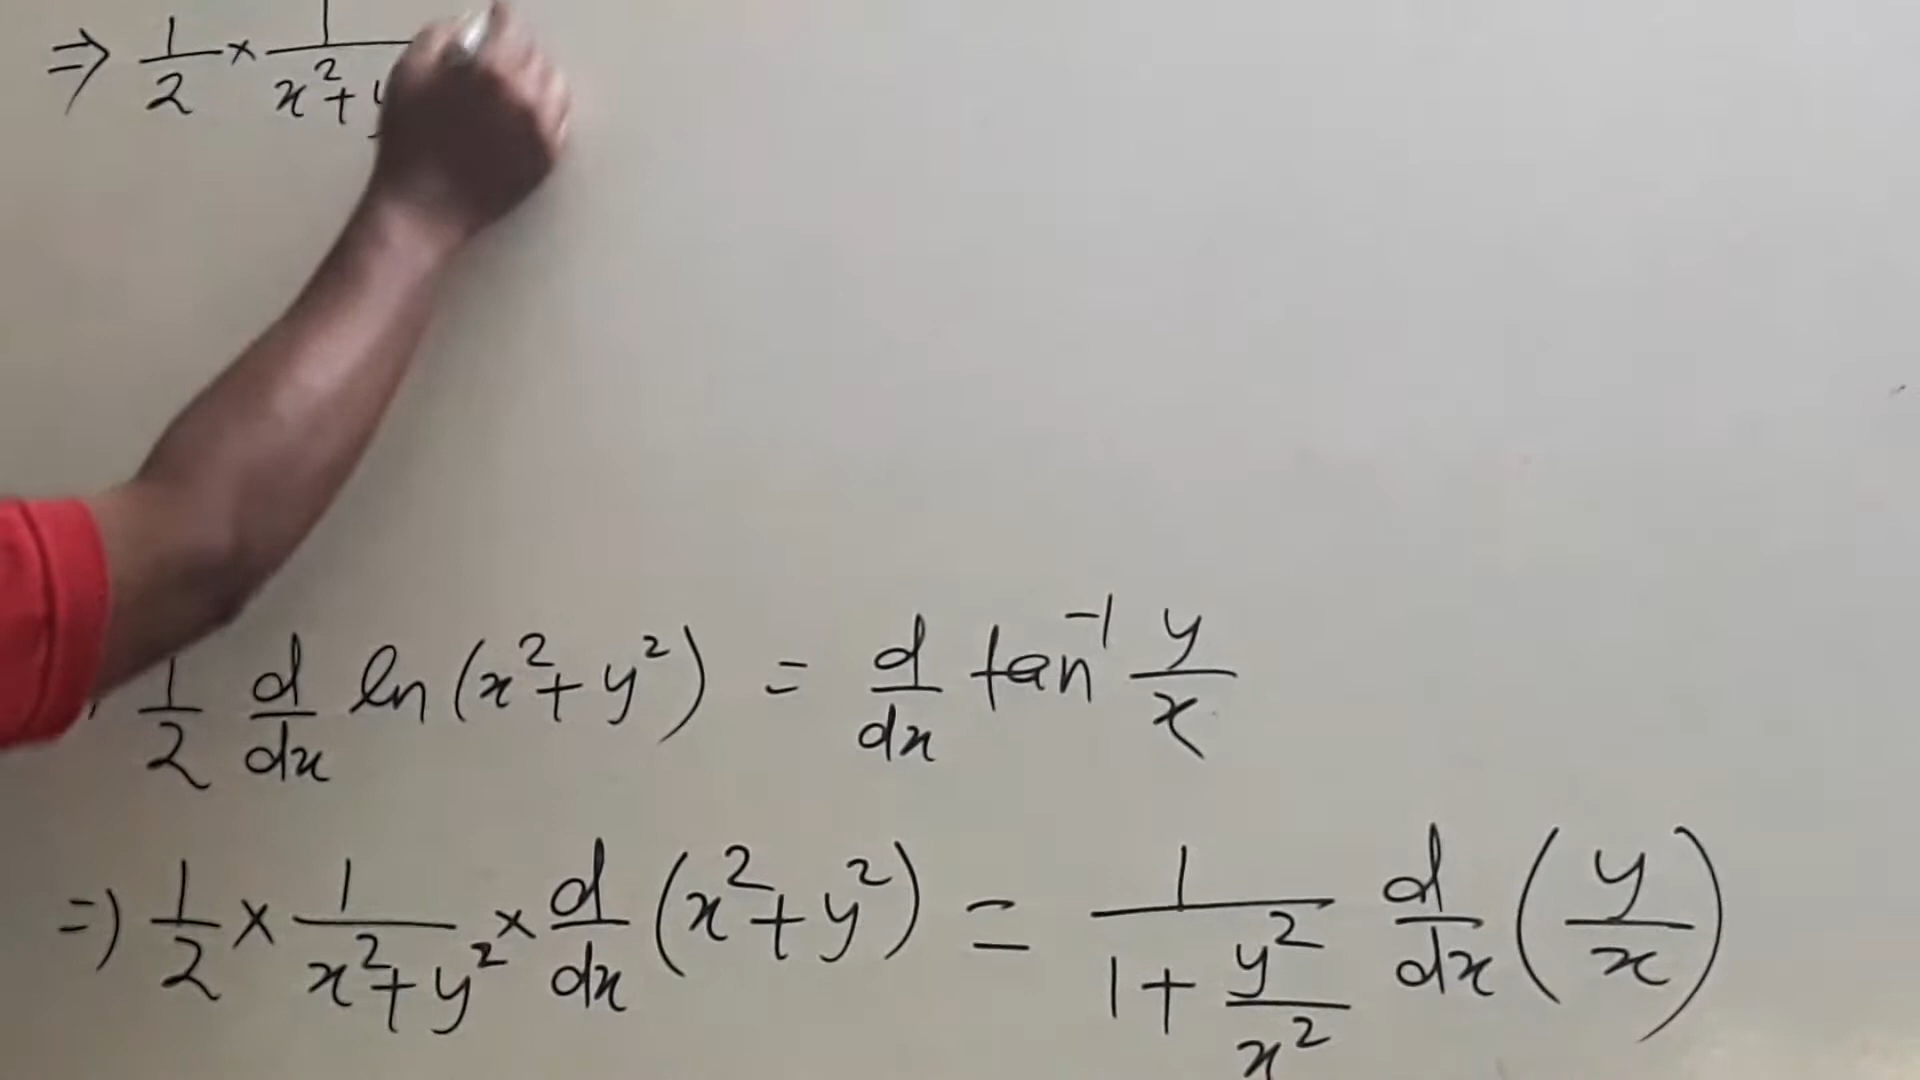 ⇒ 1/2 × 1/(x²+y
1/2 d/dx ln(x²+y²) = d/dx tan⁻¹ y/x
⇒ 1/2 × 1/(x²+y²) × d/dx (x²+y²) = 1/(1+y²/x²) d/dx (y/x)